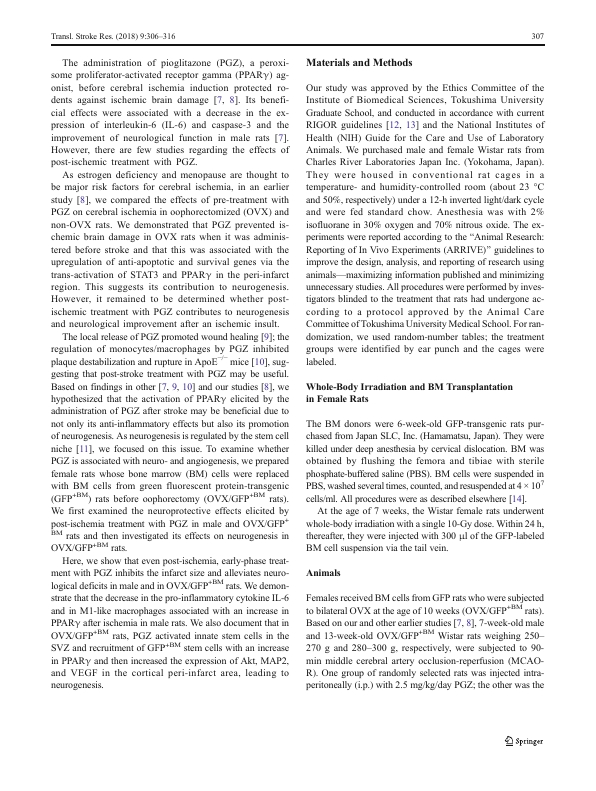 Transl. Stroke Res. (2018) 9:306–316
307
The administration of pioglitazone (PGZ), a peroxi-
some proliferator-activated receptor gamma (PPARγ) ag-
onist, before cerebral ischemia induction protected ro-
dents against ischemic brain damage [7, 8]. Its benefi-
cial effects were associated with a decrease in the ex-
pression of interleukin-6 (IL-6) and caspase-3 and the
improvement of neurological function in male rats [7].
However, there are few studies regarding the effects of
post-ischemic treatment with PGZ.
As estrogen deficiency and menopause are thought to
be major risk factors for cerebral ischemia, in an earlier
study [8], we compared the effects of pre-treatment with
PGZ on cerebral ischemia in oophorectomized (OVX) and
non-OVX rats. We demonstrated that PGZ prevented is-
chemic brain damage in OVX rats when it was adminis-
tered before stroke and that this was associated with the
upregulation of anti-apoptotic and survival genes via the
trans-activation of STAT3 and PPARγ in the peri-infarct
region. This suggests its contribution to neurogenesis.
However, it remained to be determined whether post-
ischemic treatment with PGZ contributes to neurogenesis
and neurological improvement after an ischemic insult.
The local release of PGZ promoted wound healing [9]; the
regulation of monocytes/macrophages by PGZ inhibited
plaque destabilization and rupture in ApoE−/− mice [10], sug-
gesting that post-stroke treatment with PGZ may be useful.
Based on findings in other [7, 9, 10] and our studies [8], we
hypothesized that the activation of PPARγ elicited by the
administration of PGZ after stroke may be beneficial due to
not only its anti-inflammatory effects but also its promotion
of neurogenesis. As neurogenesis is regulated by the stem cell
niche [11], we focused on this issue. To examine whether
PGZ is associated with neuro- and angiogenesis, we prepared
female rats whose bone marrow (BM) cells were replaced
with BM cells from green fluorescent protein-transgenic
(GFP+BM) rats before oophorectomy (OVX/GFP+BM rats).
We first examined the neuroprotective effects elicited by
post-ischemic treatment with PGZ in male and OVX/GFP+
BM rats and then investigated its effects on neurogenesis in
OVX/GFP+BM rats.
Here, we show that even post-ischemic, early-phase treat-
ment with PGZ inhibits the infarct size and alleviates neuro-
logical deficits in male and in OVX/GFP+BM rats. We demon-
strate that the decrease in the pro-inflammatory cytokine IL-6
and in M1-like macrophages associated with an increase in
PPARγ after ischemia in male rats. We also document that in
OVX/GFP+BM rats, PGZ activated innate stem cells in the
SVZ and recruitment of GFP+BM stem cells with an increase
in PPARγ and then increased the expression of Akt, MAP2,
and VEGF in the cortical peri-infarct area, leading to
neurogenesis.
Materials and Methods
Our study was approved by the Ethics Committee of the
Institute of Biomedical Sciences, Tokushima University
Graduate School, and conducted in accordance with current
RIGOR guidelines [12, 13] and the National Institutes of
Health (NIH) Guide for the Care and Use of Laboratory
Animals. We purchased male and female Wistar rats from
Charles River Laboratories Japan Inc. (Yokohama, Japan).
They were housed in conventional rat cages in a
temperature- and humidity-controlled room (about 23 °C
and 50%, respectively) under a 12-h inverted light/dark cycle
and were fed standard chow. Anesthesia was with 2%
isoflurane in 30% oxygen and 70% nitrous oxide. The ex-
periments were reported according to the “Animal Research:
Reporting of In Vivo Experiments (ARRIVE)” guidelines to
improve the design, analysis, and reporting of research using
animals—maximizing information published and minimizing
unnecessary studies. All procedures were performed by inves-
tigators blinded to the treatment that rats had undergone ac-
cording to a protocol approved by the Animal Care
Committee of Tokushima University Medical School. For ran-
domization, we used random-number tables; the treatment
groups were identified by ear punch and the cages were
labeled.
Whole-Body Irradiation and BM Transplantation
in Female Rats
The BM donors were 6-week-old GFP-transgenic rats pur-
chased from Japan SLC, Inc. (Hamamatsu, Japan). They were
killed under deep anesthesia by cervical dislocation. BM was
obtained by flushing the femora and tibiae with sterile
phosphate-buffered saline (PBS). BM cells were suspended in
PBS, washed several times, counted, and resuspended at 4 × 10⁷
cells/ml. All procedures were as described elsewhere [14].
At the age of 7 weeks, the Wistar female rats underwent
whole-body irradiation with a single 10-Gy dose. Within 24 h,
thereafter, they were injected with 300 μl of the GFP-labeled
BM cell suspension via the tail vein.
Animals
Females received BM cells from GFP rats who were subjected
to bilateral OVX at the age of 10 weeks (OVX/GFP+BM rats).
Based on our and other earlier studies [7, 8], 7-week-old male
and 13-week-old OVX/GFP+BM Wistar rats weighing 250–
270 g and 280–300 g, respectively, were subjected to 90-
min middle cerebral artery occlusion-reperfusion (MCAO-
R). One group of randomly selected rats was injected intra-
peritoneally (i.p.) with 2.5 mg/kg/day PGZ; the other was the
Springer